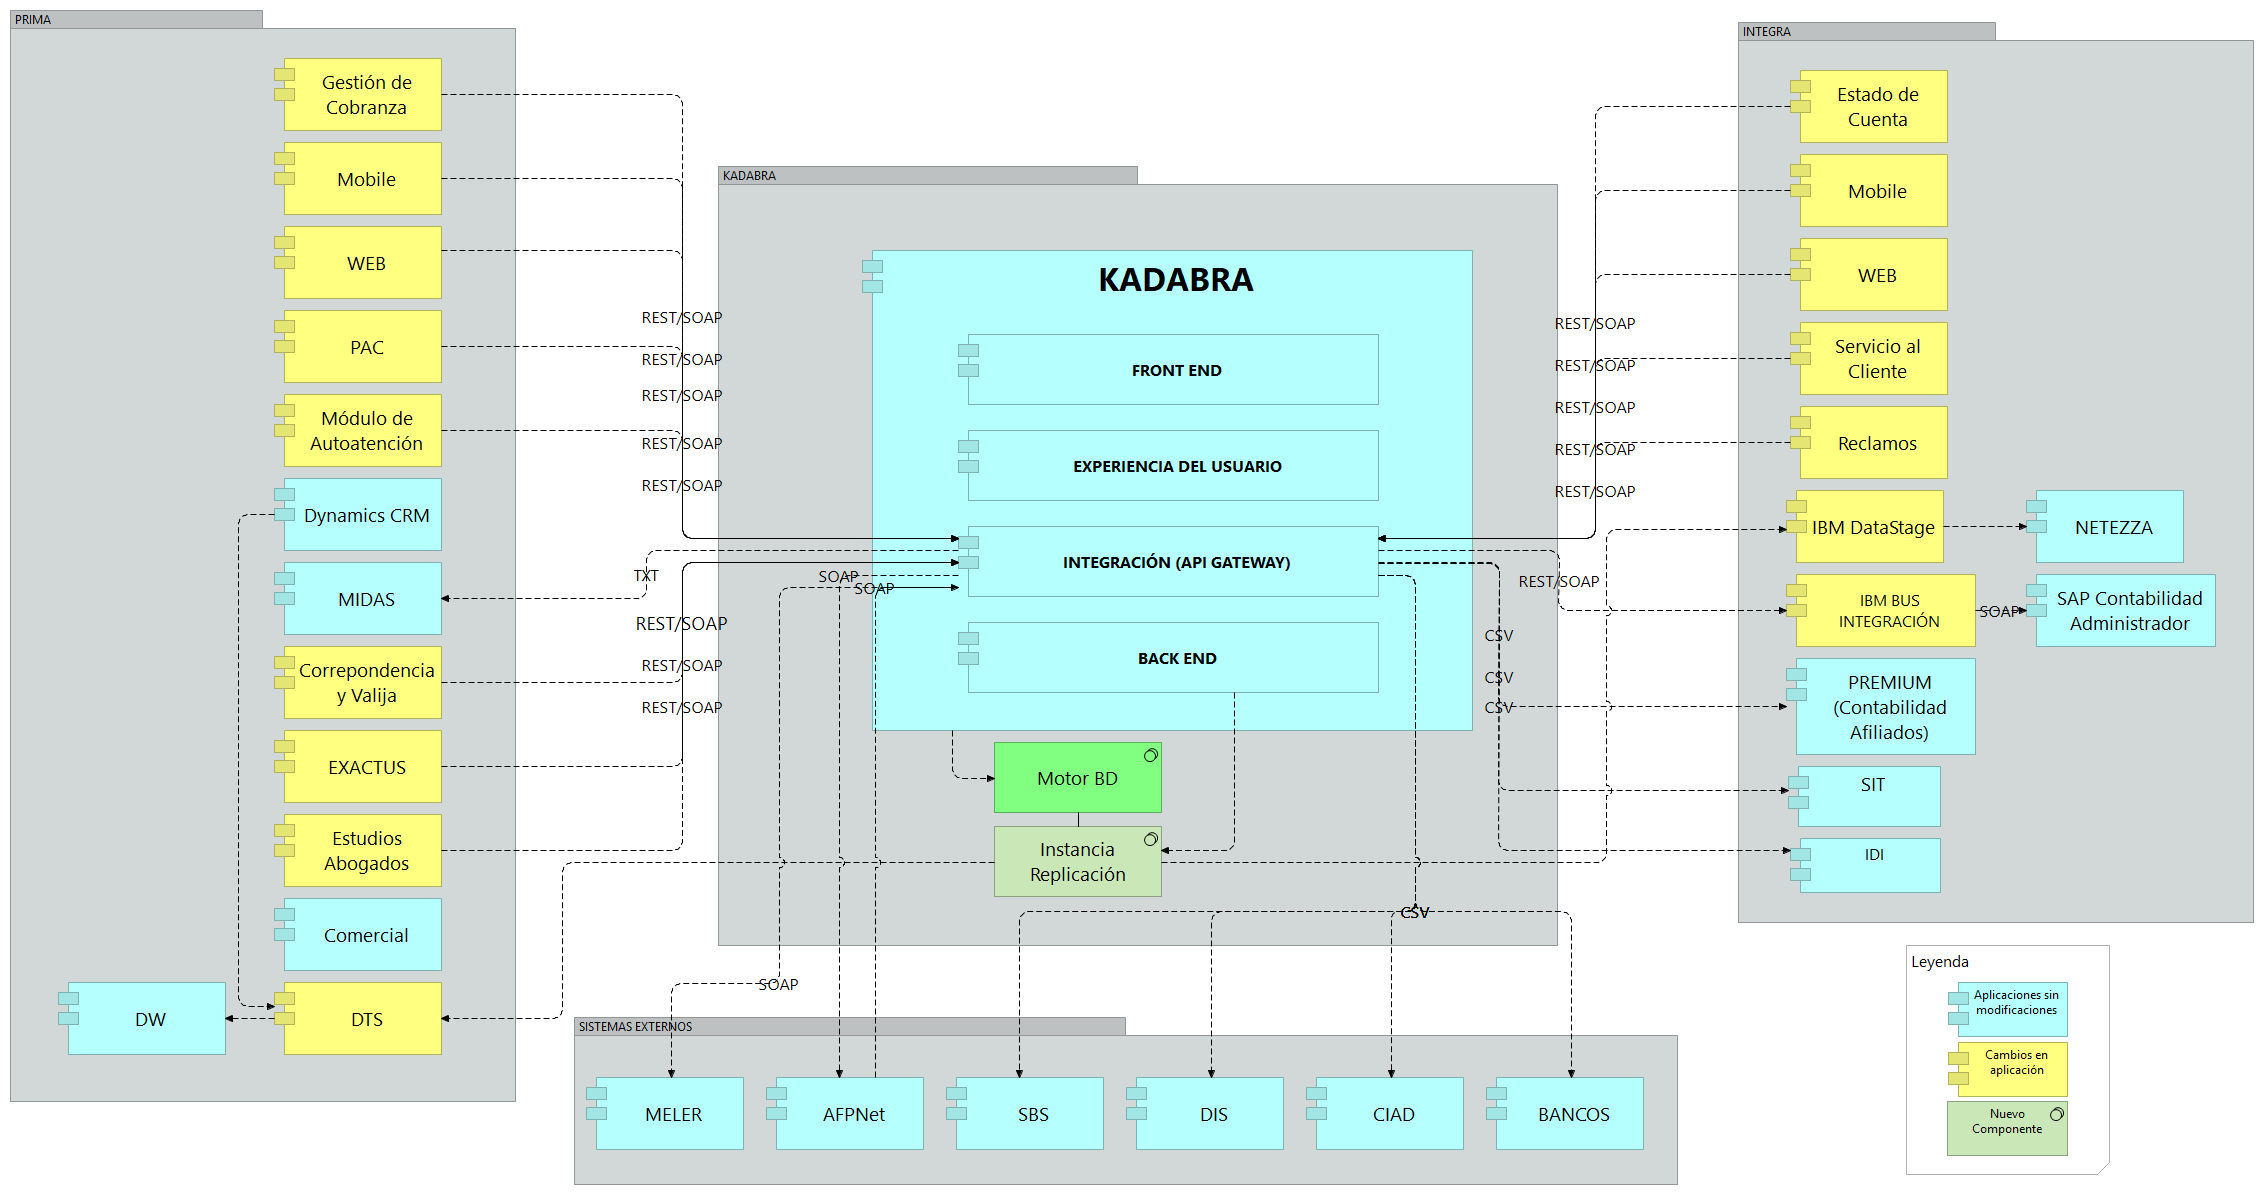 PRIMA
Gestión de
Cobranza
Mobile
WEB
PAC
Módulo de
Autoatención
Dynamics CRM
MIDAS
Correpondencia
y Valija
EXACTUS
Estudios
Abogados
Comercial
DW
DTS
REST/SOAP
REST/SOAP
REST/SOAP
REST/SOAP
REST/SOAP
TXT
REST/SOAP
REST/SOAP
REST/SOAP
KADABRA
KADABRA
FRONT END
EXPERIENCIA DEL USUARIO
INTEGRACIÓN (API GATEWAY)
BACK END
SOAP
SOAP
Motor BD
Instancia
Replicación
CSV
SOAP
REST/SOAP
REST/SOAP
REST/SOAP
REST/SOAP
REST/SOAP
REST/SOAP
CSV
CSV
CSV
INTEGRA
Estado de
Cuenta
Mobile
WEB
Servicio al
Cliente
Reclamos
IBM DataStage
NETEZZA
IBM BUS
INTEGRACIÓN
SOAP
SAP Contabilidad
Administrador
PREMIUM
(Contabilidad
Afiliados)
SIT
IDI
SISTEMAS EXTERNOS
MELER
AFPNet
SBS
DIS
CIAD
BANCOS
Leyenda
Aplicaciones sin
modificaciones
Cambios en
aplicación
Nuevo
Componente